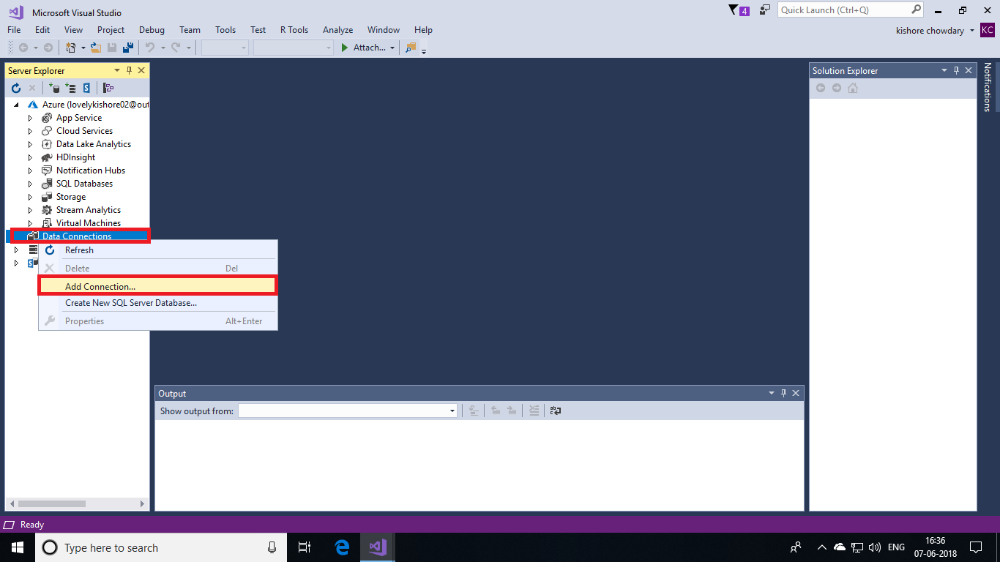 Microsoft Visual Studio
4
Quick Launch (Ctrl+Q)
File Edit View Project Debug Team Tools Test R Tools Analyze Window Help
kishore chowdary KC
Attach...
Server Explorer
Azure (lovelykishore02@out
App Service
Cloud Services
Data Lake Analytics
HDInsight
Notification Hubs
SQL Databases
Storage
Stream Analytics
Virtual Machines
Data Connections
Refresh
Delete Del
Add Connection...
Create New SQL Server Database...
Properties Alt+Enter
Output
Show output from:
Solution Explorer
Notifications
Ready
Type here to search
ENG
16:36
07-06-2018